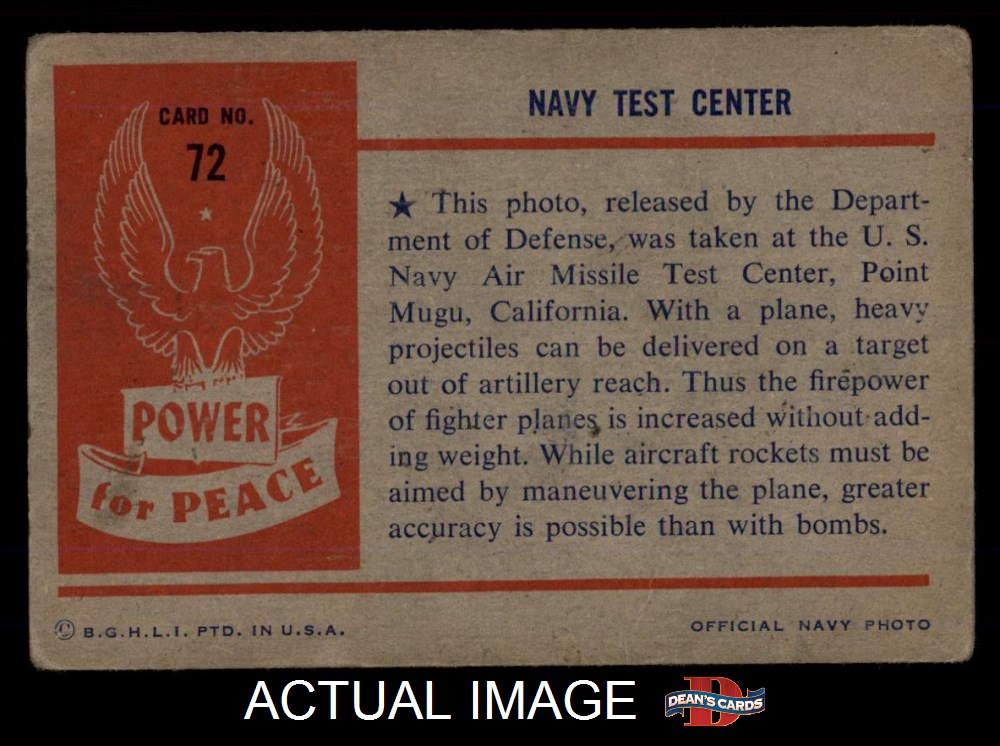 CARD NO.
72
POWER
for PEACE
NAVY TEST CENTER
★ This photo, released by the Depart-
ment of Defense, was taken at the U. S.
Navy Air Missile Test Center, Point
Mugu, California. With a plane, heavy
projectiles can be delivered on a target
out of artillery reach. Thus the firepower
of fighter planes is increased without add-
ing weight. While aircraft rockets must be
aimed by maneuvering the plane, greater
accuracy is possible than with bombs.
© B.G.H.L.I. PTD. IN U.S.A.
OFFICIAL NAVY PHOTO
ACTUAL IMAGE
D
DEAN'S CARDS